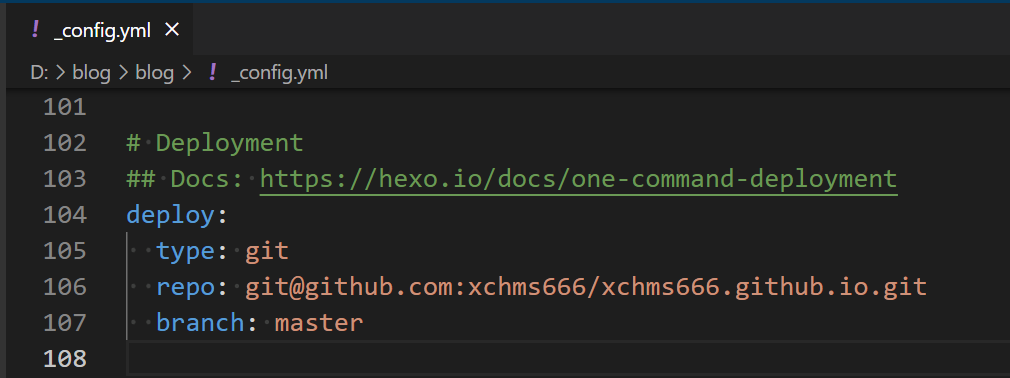 ! _config.yml ×
D: > blog > blog > ! _config.yml
101
102 # Deployment
103 ## Docs: https://hexo.io/docs/one-command-deployment
104 deploy:
105   type: git
106   repo: git@github.com:xchms666/xchms666.github.io.git
107   branch: master
108